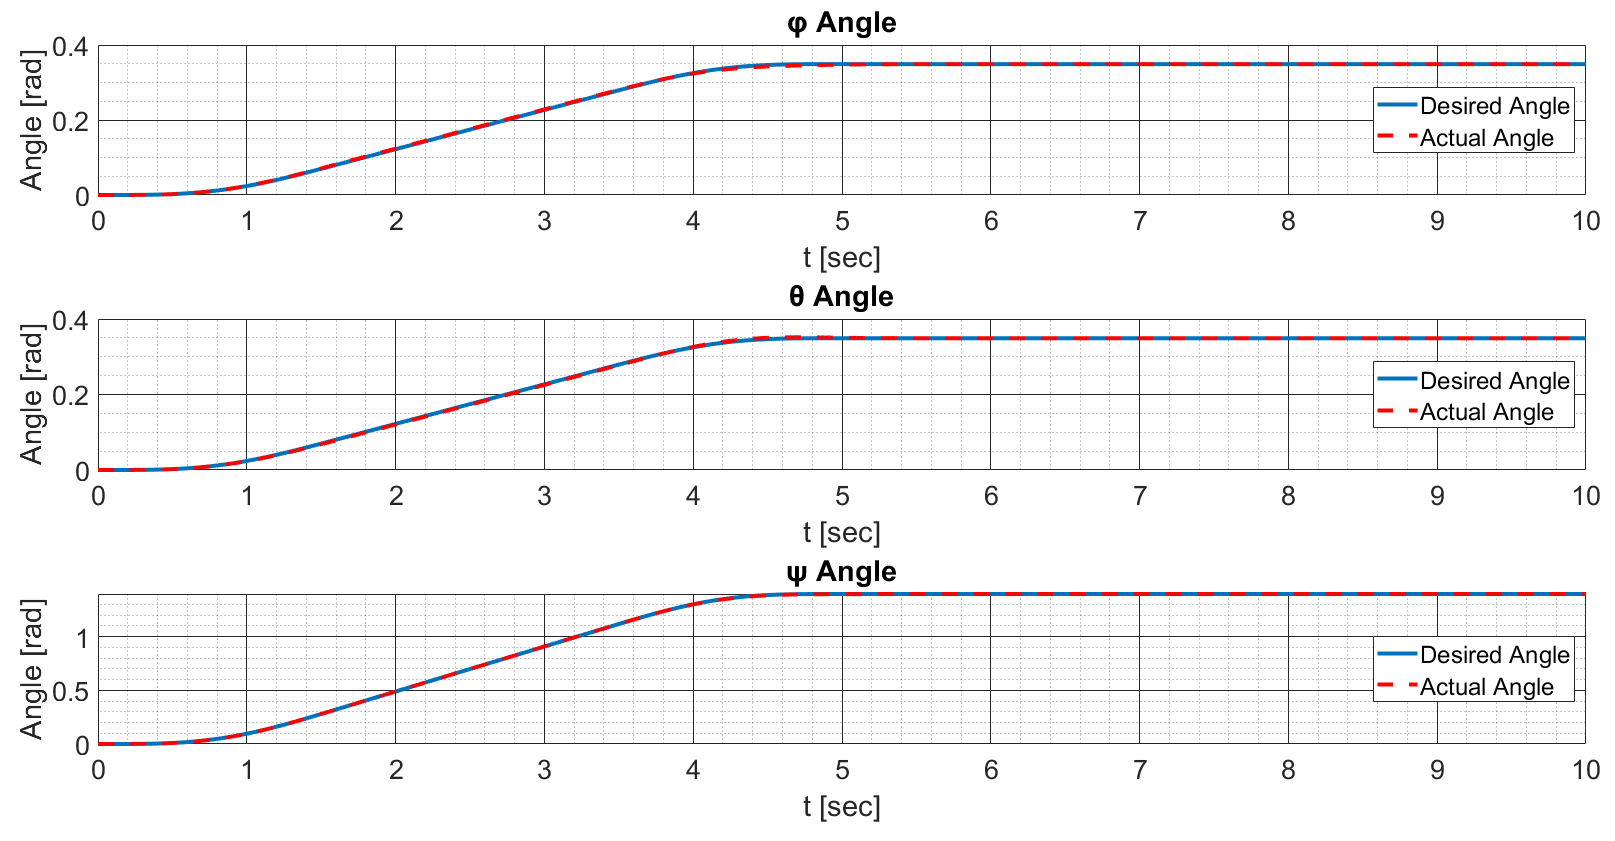 φ Angle
Angle [rad]
0.4
0.2
0
Desired Angle
Actual Angle
0 1 2 3 4 5 6 7 8 9 10
t [sec]
θ Angle
Angle [rad]
0.4
0.2
0
Desired Angle
Actual Angle
0 1 2 3 4 5 6 7 8 9 10
t [sec]
ψ Angle
Angle [rad]
1
0.5
0
Desired Angle
Actual Angle
0 1 2 3 4 5 6 7 8 9 10
t [sec]